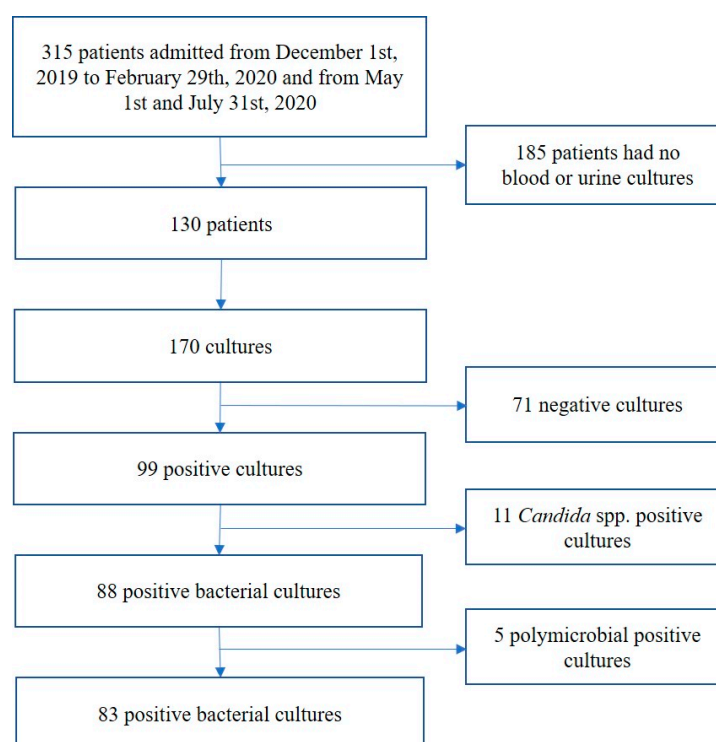 315 patients admitted from December 1st,
2019 to February 29th, 2020 and from May
1st and July 31st, 2020
185 patients had no
blood or urine cultures
130 patients
170 cultures
71 negative cultures
99 positive cultures
11 Candida spp. positive
cultures
88 positive bacterial cultures
5 polymicrobial positive
cultures
83 positive bacterial cultures